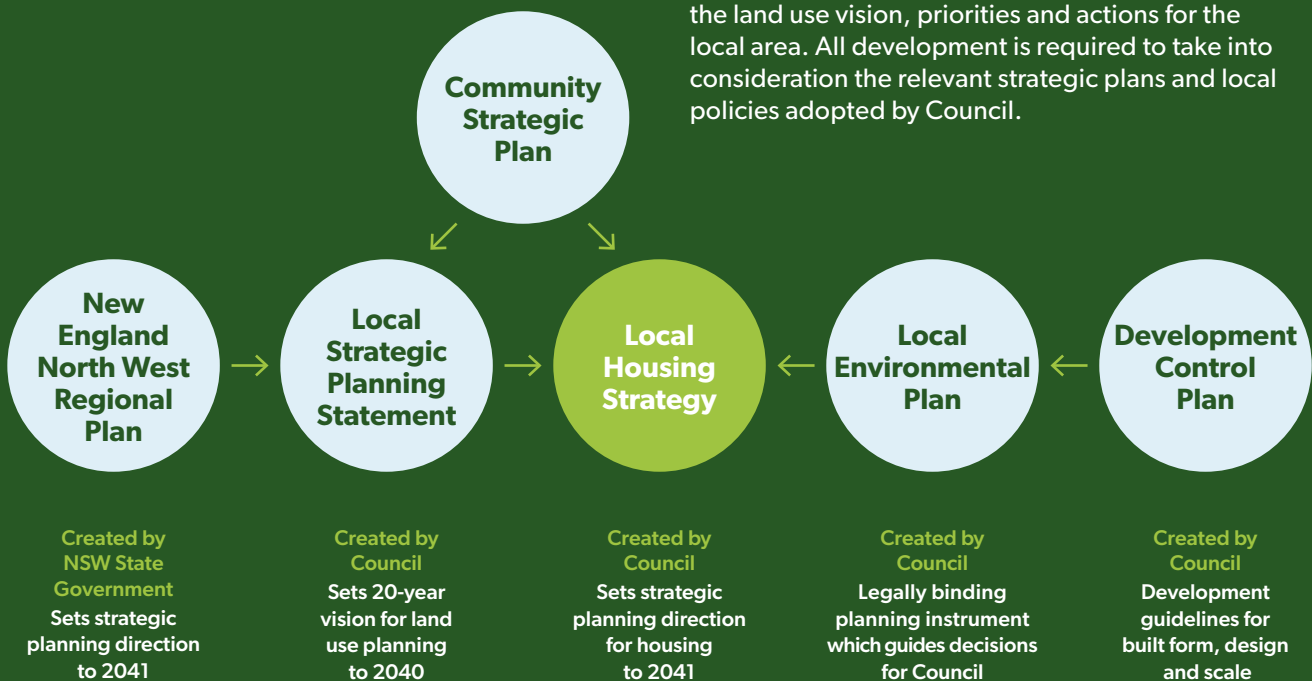 the land use vision, priorities and actions for the
local area. All development is required to take into
consideration the relevant strategic plans and local
policies adopted by Council.
Community
Strategic
Plan
New
England
North West
Regional
Plan
Local
Strategic
Planning
Statement
Local
Housing
Strategy
Local
Environmental
Plan
Development
Control
Plan
Created by
NSW State
Government
Sets strategic
planning direction
to 2041
Created by
Council
Sets 20-year
vision for land
use planning
to 2040
Created by
Council
Sets strategic
planning direction
for housing
to 2041
Created by
Council
Legally binding
planning instrument
which guides decisions
for Council
Created by
Council
Development
guidelines for
built form, design
and scale